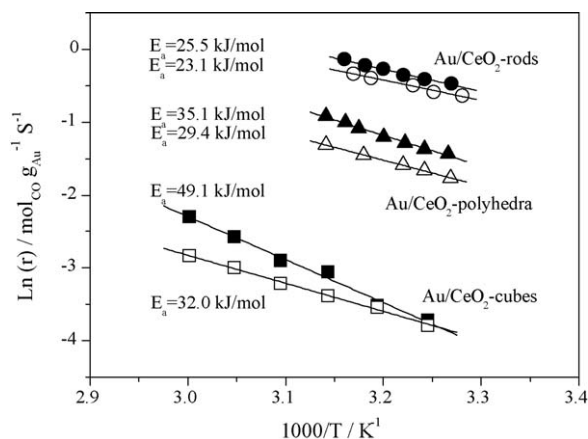 0
-1
-2
-3
-4
2.9
3.0
3.1
3.2
3.3
3.4
Ln (r) / mol_CO g_Au^-1 S^-1
1000/T / K^1
E_a=25.5 kJ/mol
E_a=23.1 kJ/mol
Au/CeO_2-rods
E_a=35.1 kJ/mol
E_a=29.4 kJ/mol
Au/CeO_2-polyhedra
E_a=49.1 kJ/mol
Au/CeO_2-cubes
E_a=32.0 kJ/mol